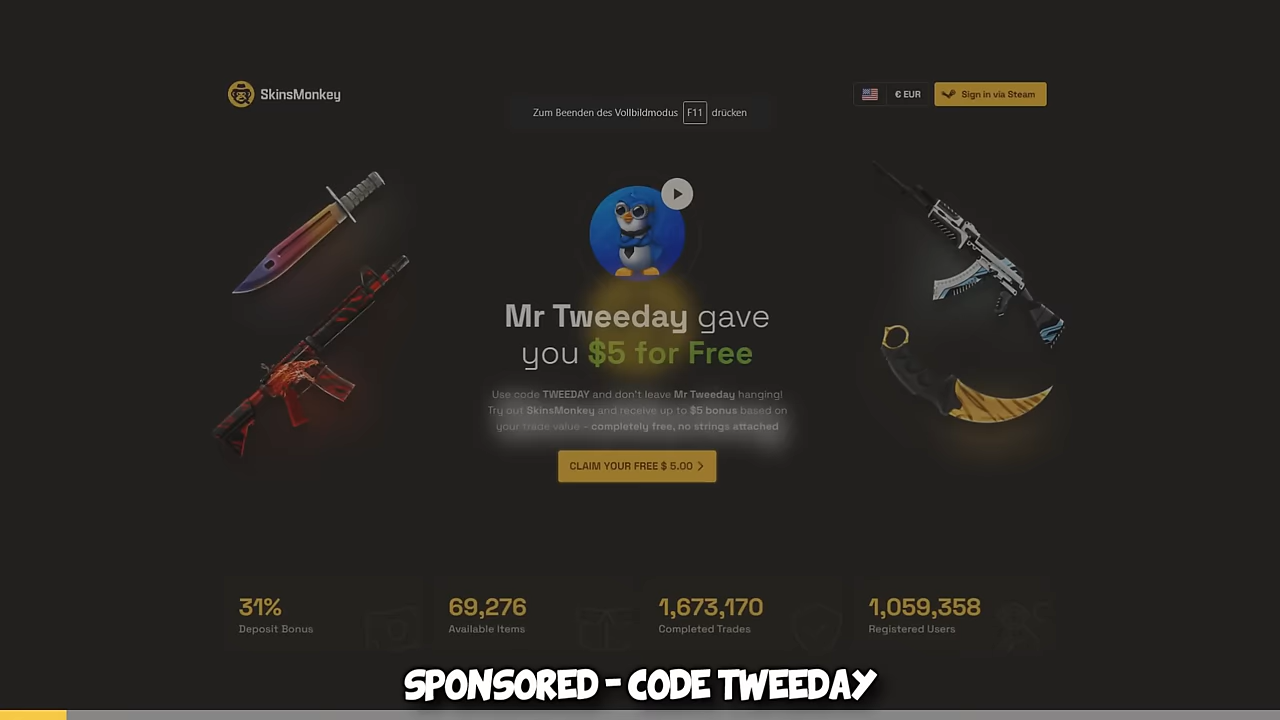 SkinsMonkey
€ EUR
Sign in via Steam
Zum Beenden des Vollbildmodus F11 drücken
Mr Tweeday gave
you $5 for Free
Use code TWEEDAY and don't leave Mr Tweeday hanging!
Try out SkinsMonkey and receive up to $5 bonus based on
your trade value - completely free, no strings attached
CLAIM YOUR FREE $ 5.00
31%
Deposit Bonus
69,276
Available Items
1,673,170
Completed Trades
1,059,358
Registered Users
SPONSORED - CODE TWEEDAY